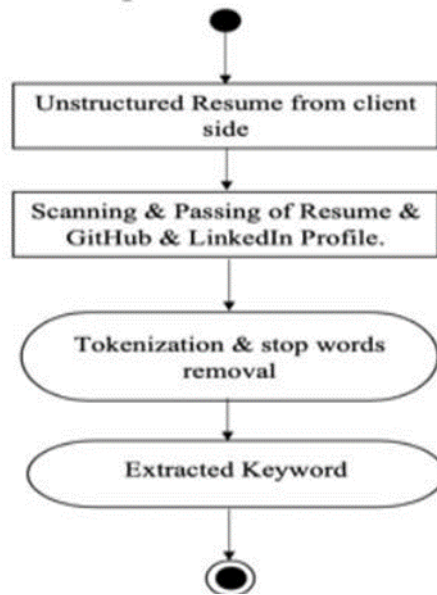 Unstructured Resume from client
side
Scanning & Passing of Resume &
GitHub & LinkedIn Profile.
Tokenization & stop words
removal
Extracted Keyword